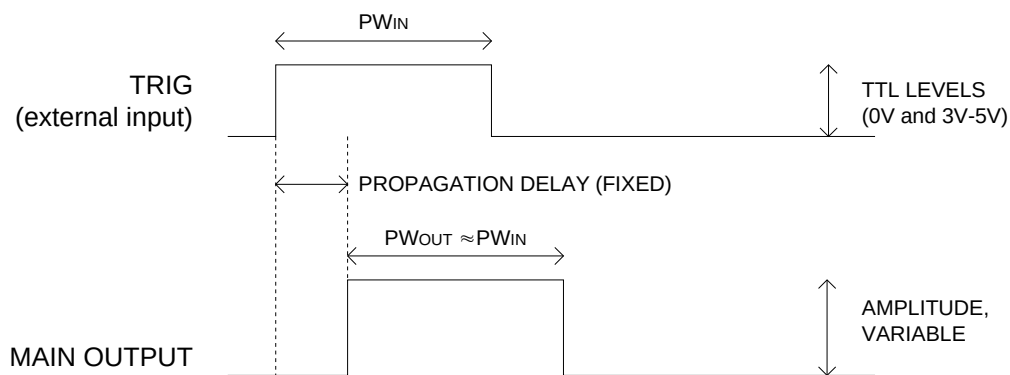 PWIN
TRIG
(external input)
TTL LEVELS
(0V and 3V-5V)
PROPAGATION DELAY (FIXED)
PWOUT ≈PWIN
AMPLITUDE,
VARIABLE
MAIN OUTPUT